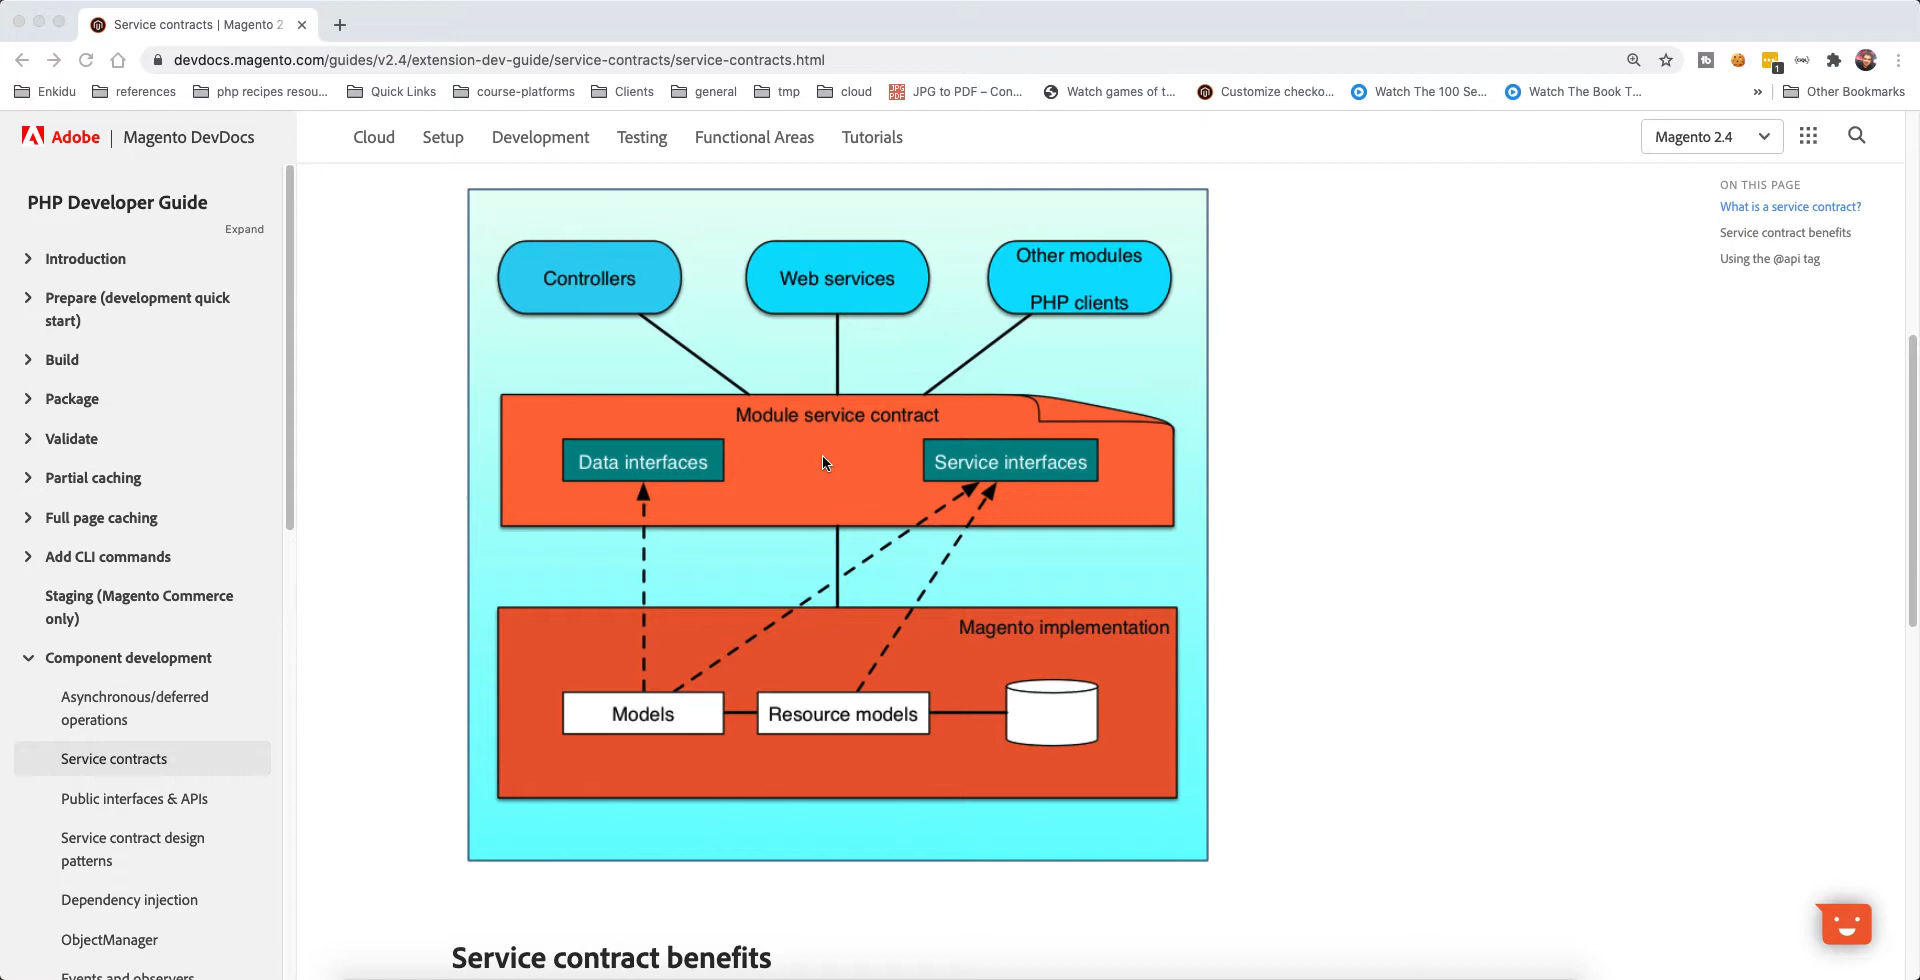 Service contracts | Magento 2
devdocs.magento.com/guides/v2.4/extension-dev-guide/service-contracts/service-contracts.html
1
Enkidu references php recipes resou... Quick Links course-platforms Clients general tmp cloud JPG to PDF – Con... Watch games of t... Customize checko... Watch The 100 Se... Watch The Book T... » Other Bookmarks
Adobe | Magento DevDocs
Cloud Setup Development Testing Functional Areas Tutorials
Magento 2.4
PHP Developer Guide
Expand
Introduction
Prepare (development quick
start)
Build
Package
Validate
Partial caching
Full page caching
Add CLI commands
Staging (Magento Commerce
only)
Component development
Asynchronous/deferred
operations
Service contracts
Public interfaces & APIs
Service contract design
patterns
Dependency injection
ObjectManager
Events and observers
Controllers
Web services
Other modules
PHP clients
Module service contract
Data interfaces
Service interfaces
Magento implementation
Models
Resource models
Service contract benefits
ON THIS PAGE
What is a service contract?
Service contract benefits
Using the @api tag